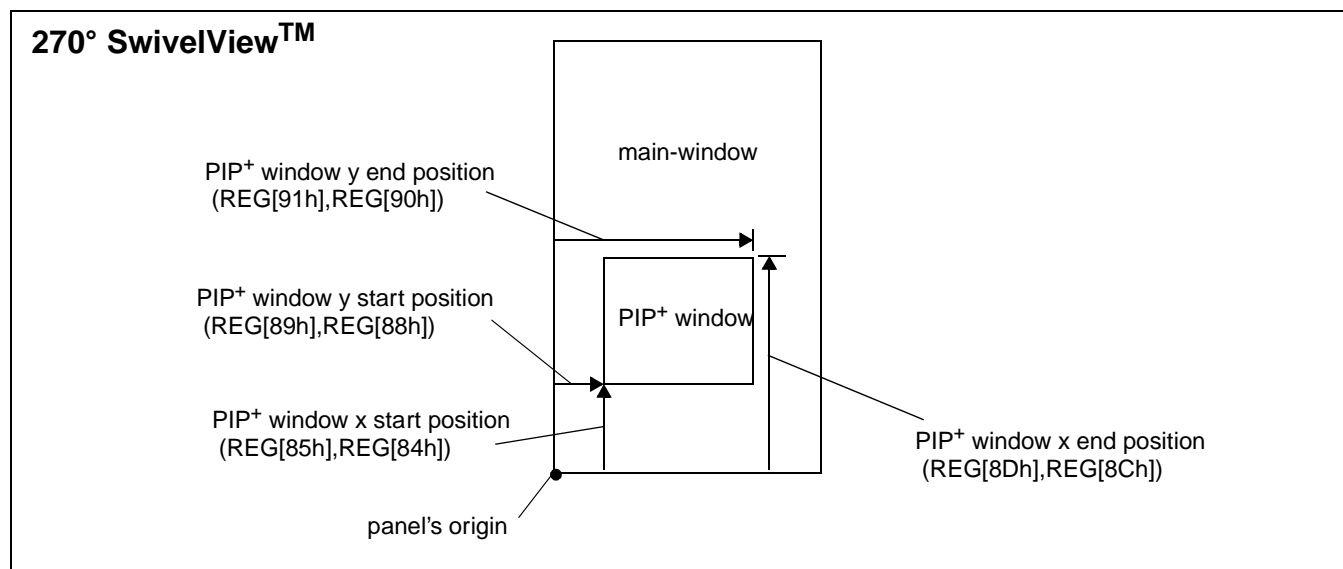 270° SwivelView™
main-window
PIP+ window y end position
(REG[91h],REG[90h])
PIP+ window y start position
(REG[89h],REG[88h])
PIP+ window
PIP+ window x start position
(REG[85h],REG[84h])
PIP+ window x end position
(REG[8Dh],REG[8Ch])
panel's origin